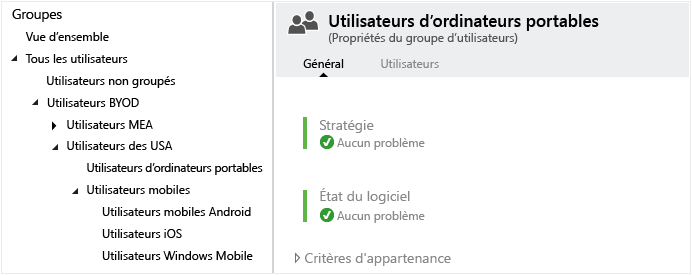 Groupes
Vue d'ensemble
Tous les utilisateurs
Utilisateurs non groupés
Utilisateurs BYOD
Utilisateurs MEA
Utilisateurs des USA
Utilisateurs d'ordinateurs portables
Utilisateurs mobiles
Utilisateurs mobiles Android
Utilisateurs iOS
Utilisateurs Windows Mobile
Utilisateurs d'ordinateurs portables
(Propriétés du groupe d'utilisateurs)
Général Utilisateurs
Stratégie
Aucun problème
État du logiciel
Aucun problème
Critères d'appartenance